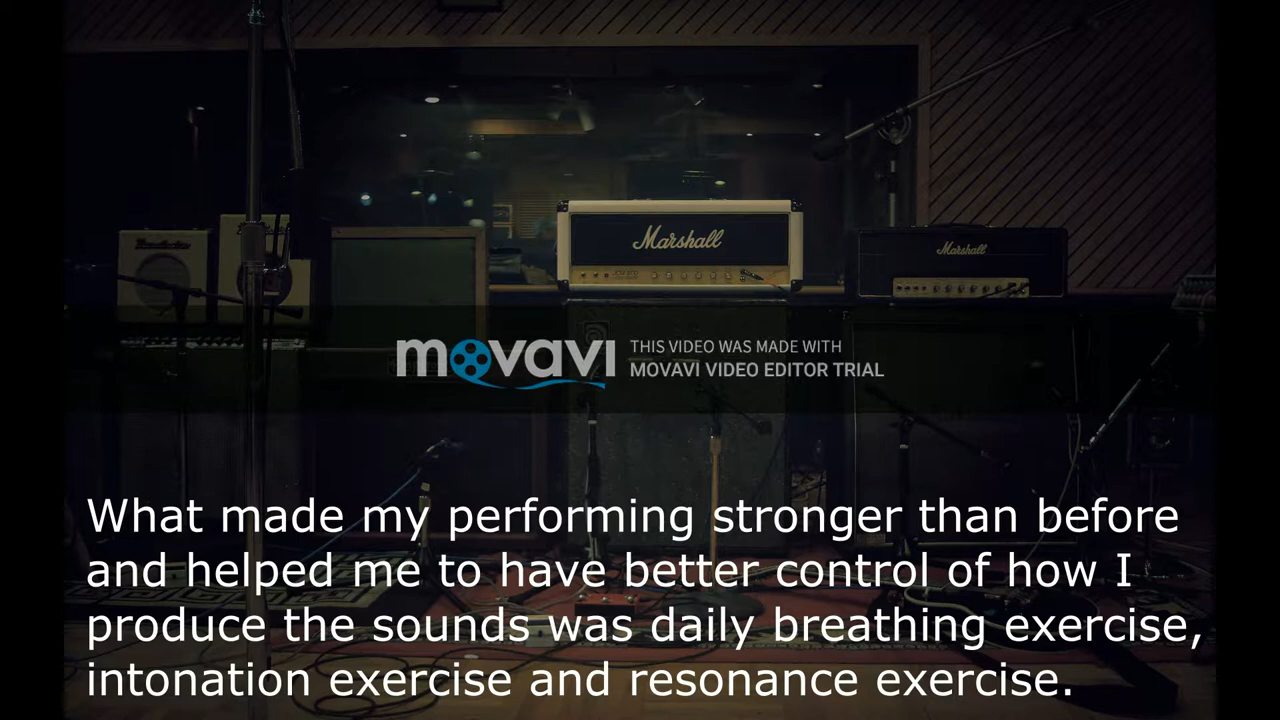 Marshall
Marshall
movavi
THIS VIDEO WAS MADE WITH
MOVAVI VIDEO EDITOR TRIAL
What made my performing stronger than before
and helped me to have better control of how I
produce the sounds was daily breathing exercise,
intonation exercise and resonance exercise.